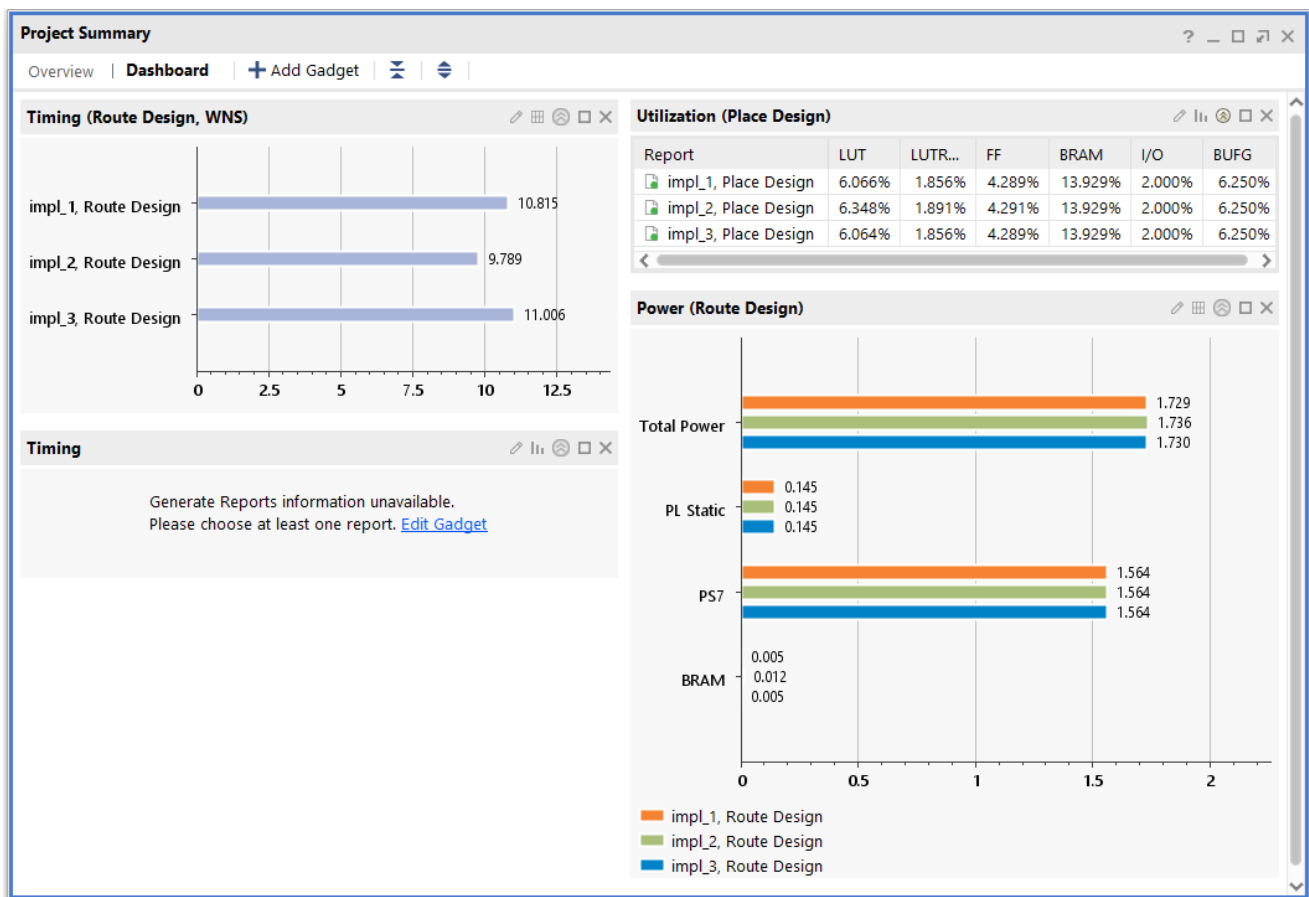 Project Summary
Overview | Dashboard Add Gadget
Timing (Route Design, WNS)
impl_1, Route Design 10.815
impl_2, Route Design 9.789
impl_3, Route Design 11.006
0 2.5 5 7.5 10 12.5
Timing
Generate Reports information unavailable.
Please choose at least one report. Edit Gadget
Utilization (Place Design)
Report LUT LUTR... FF BRAM I/O BUFG
impl_1, Place Design 6.066% 1.856% 4.289% 13.929% 2.000% 6.250%
impl_2, Place Design 6.348% 1.891% 4.291% 13.929% 2.000% 6.250%
impl_3, Place Design 6.064% 1.856% 4.289% 13.929% 2.000% 6.250%
Power (Route Design)
1.729
Total Power 1.736
1.730
0.145
PL Static 0.145
0.145
1.564
PS7 1.564
1.564
0.005
BRAM 0.012
0.005
0 0.5 1 1.5 2
impl_1, Route Design
impl_2, Route Design
impl_3, Route Design